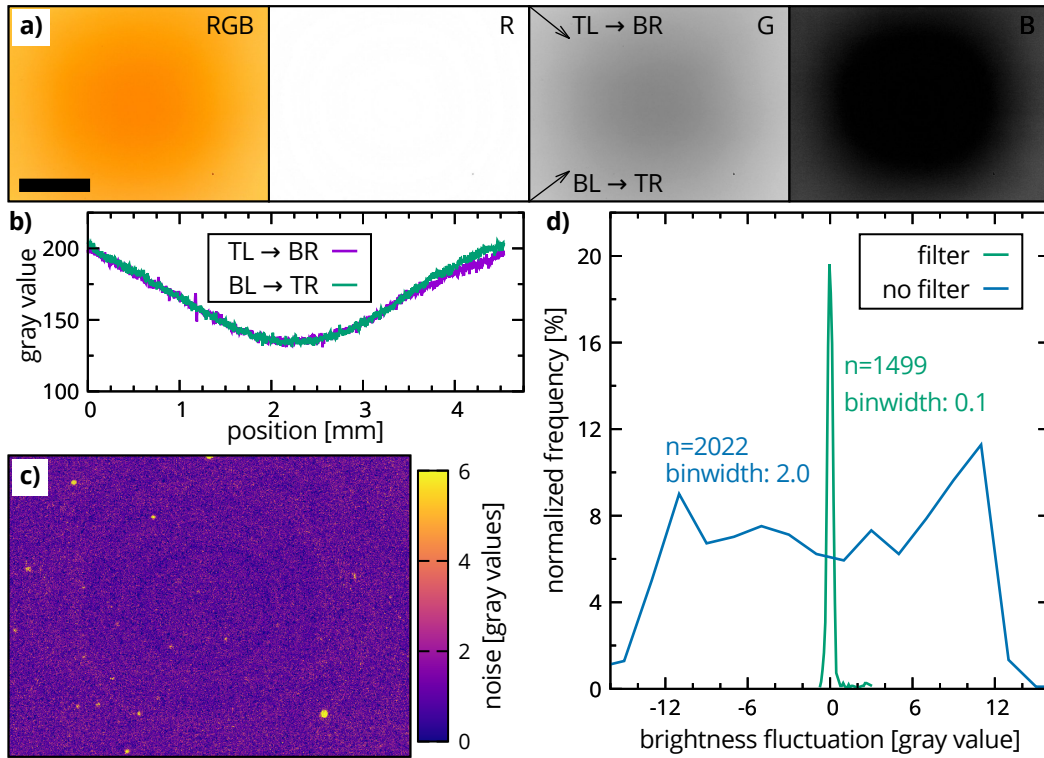 a)
RGB
R
TL → BR
G
B
BL → TR
b)
gray value
200
150
100
TL → BR
BL → TR
0
1
2
3
4
position [mm]
c)
6
4
2
0
noise [gray values]
d)
normalized frequency [%]
20
16
12
8
4
0
filter
no filter
n=1499
binwidth: 0.1
n=2022
binwidth: 2.0
-12
-6
0
6
12
brightness fluctuation [gray value]